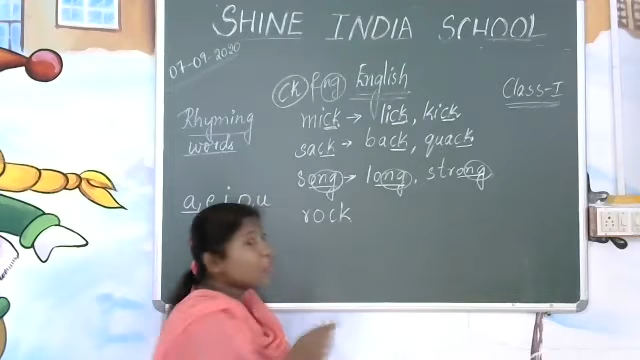 SHINE INDIA SCHOOL
07-09-2020
ck f ng English
Class-I
Rhyming words
mick → lick, kick
sack → back, quack
song → long, strong
a, e, i, o, u
rock